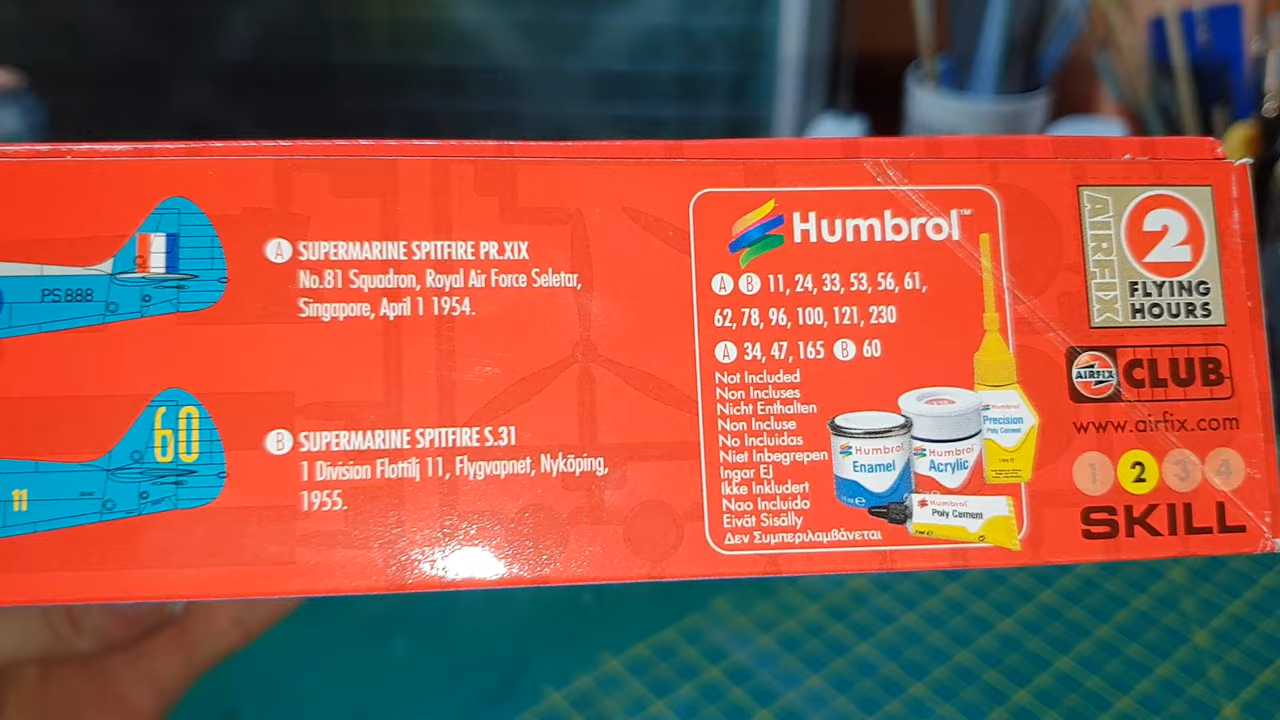 PS888
A SUPERMARINE SPITFIRE PR.XIX
No.81 Squadron, Royal Air Force Seletar,
Singapore, April 1 1954.
60
11
B SUPERMARINE SPITFIRE S.31
1 Division Flottilj 11, Flygvapnet, Nyköping,
1955.
Humbrol™
A B 11, 24, 33, 53, 56, 61,
62, 78, 96, 100, 121, 230
A 34, 47, 165 B 60
Not Included
Non Incluses
Nicht Enthalten
Non Incluse
No Incluidas
Niet Inbegrepen
Ingar EJ
Ikke Inkludert
Nao Incluido
Eivät Sisälly
Δεν Συμπεριλαμβάνεται
Humbrol
Enamel
Humbrol
Acrylic
Humbrol
Precision
Poly Cement
Humbrol
Poly Cement
AIRFIX
2
FLYING
HOURS
AIRFIX CLUB
www.airfix.com
1 2 3 4
SKILL